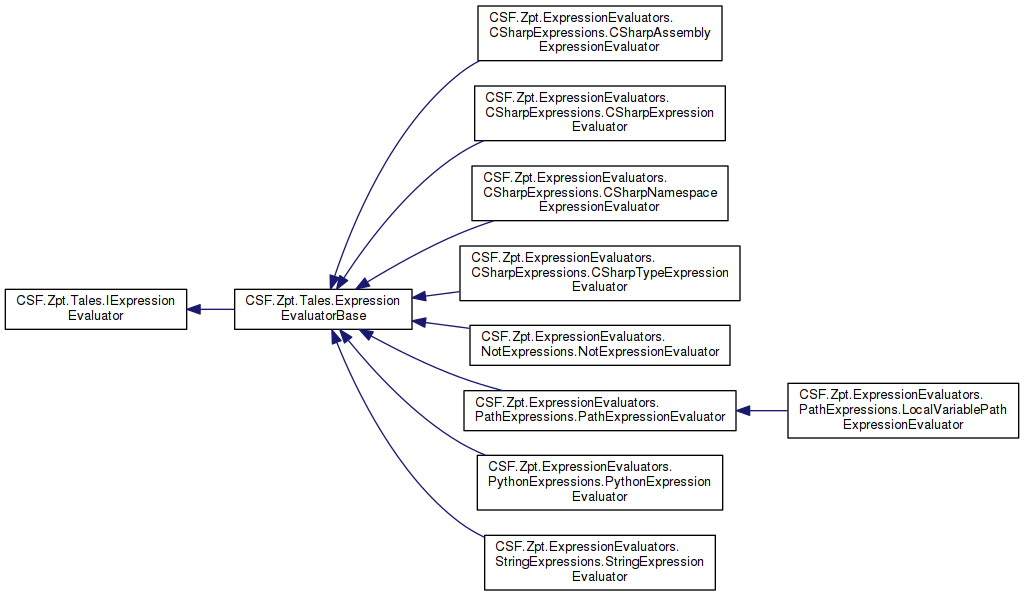 CSF.Zpt.ExpressionEvaluators.
CSharpExpressions.CSharpAssembly
ExpressionEvaluator
CSF.Zpt.ExpressionEvaluators.
CSharpExpressions.CSharpExpression
Evaluator
CSF.Zpt.ExpressionEvaluators.
CSharpExpressions.CSharpNamespace
ExpressionEvaluator
CSF.Zpt.ExpressionEvaluators.
CSharpExpressions.CSharpTypeExpression
Evaluator
CSF.Zpt.Tales.IExpression
Evaluator
CSF.Zpt.Tales.Expression
EvaluatorBase
CSF.Zpt.ExpressionEvaluators.
NotExpressions.NotExpressionEvaluator
CSF.Zpt.ExpressionEvaluators.
PathExpressions.PathExpressionEvaluator
CSF.Zpt.ExpressionEvaluators.
PathExpressions.LocalVariablePath
ExpressionEvaluator
CSF.Zpt.ExpressionEvaluators.
PythonExpressions.PythonExpression
Evaluator
CSF.Zpt.ExpressionEvaluators.
StringExpressions.StringExpression
Evaluator